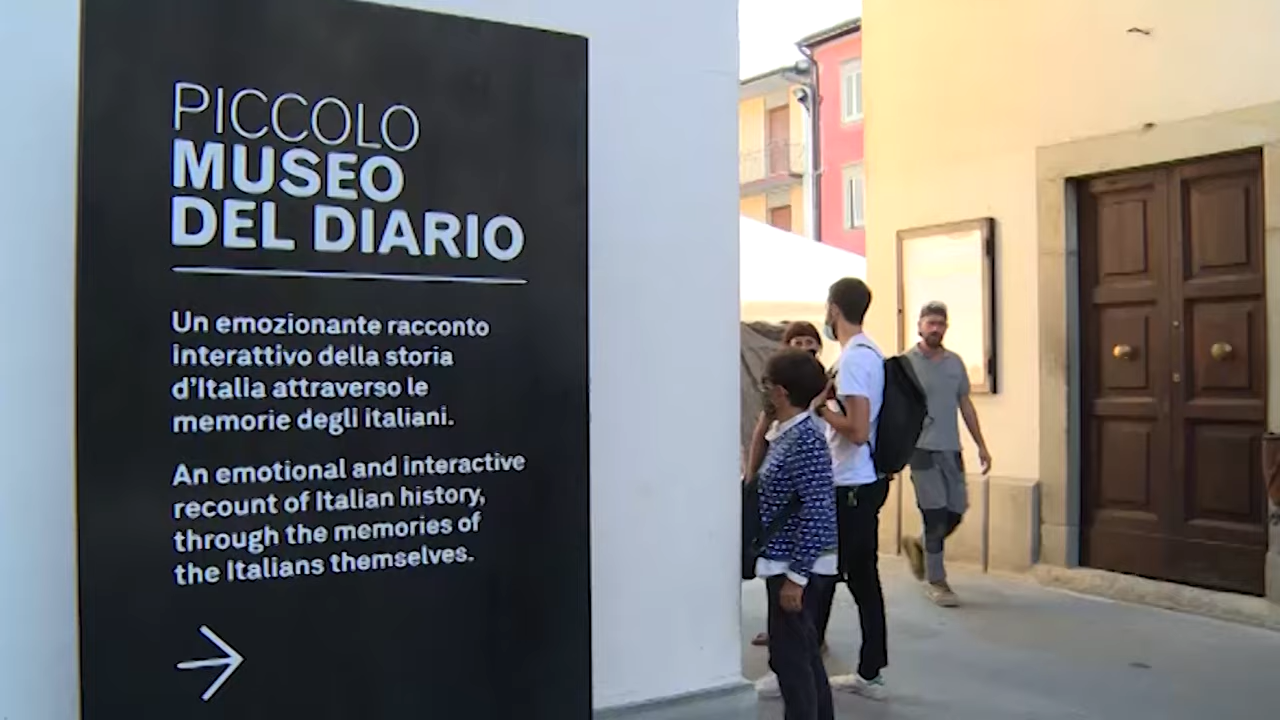 PICCOLO
MUSEO
DEL DIARIO
Un emozionante racconto
interattivo della storia
d'Italia attraverso le
memorie degli italiani.
An emotional and interactive
recount of Italian history,
through the memories of
the Italians themselves.